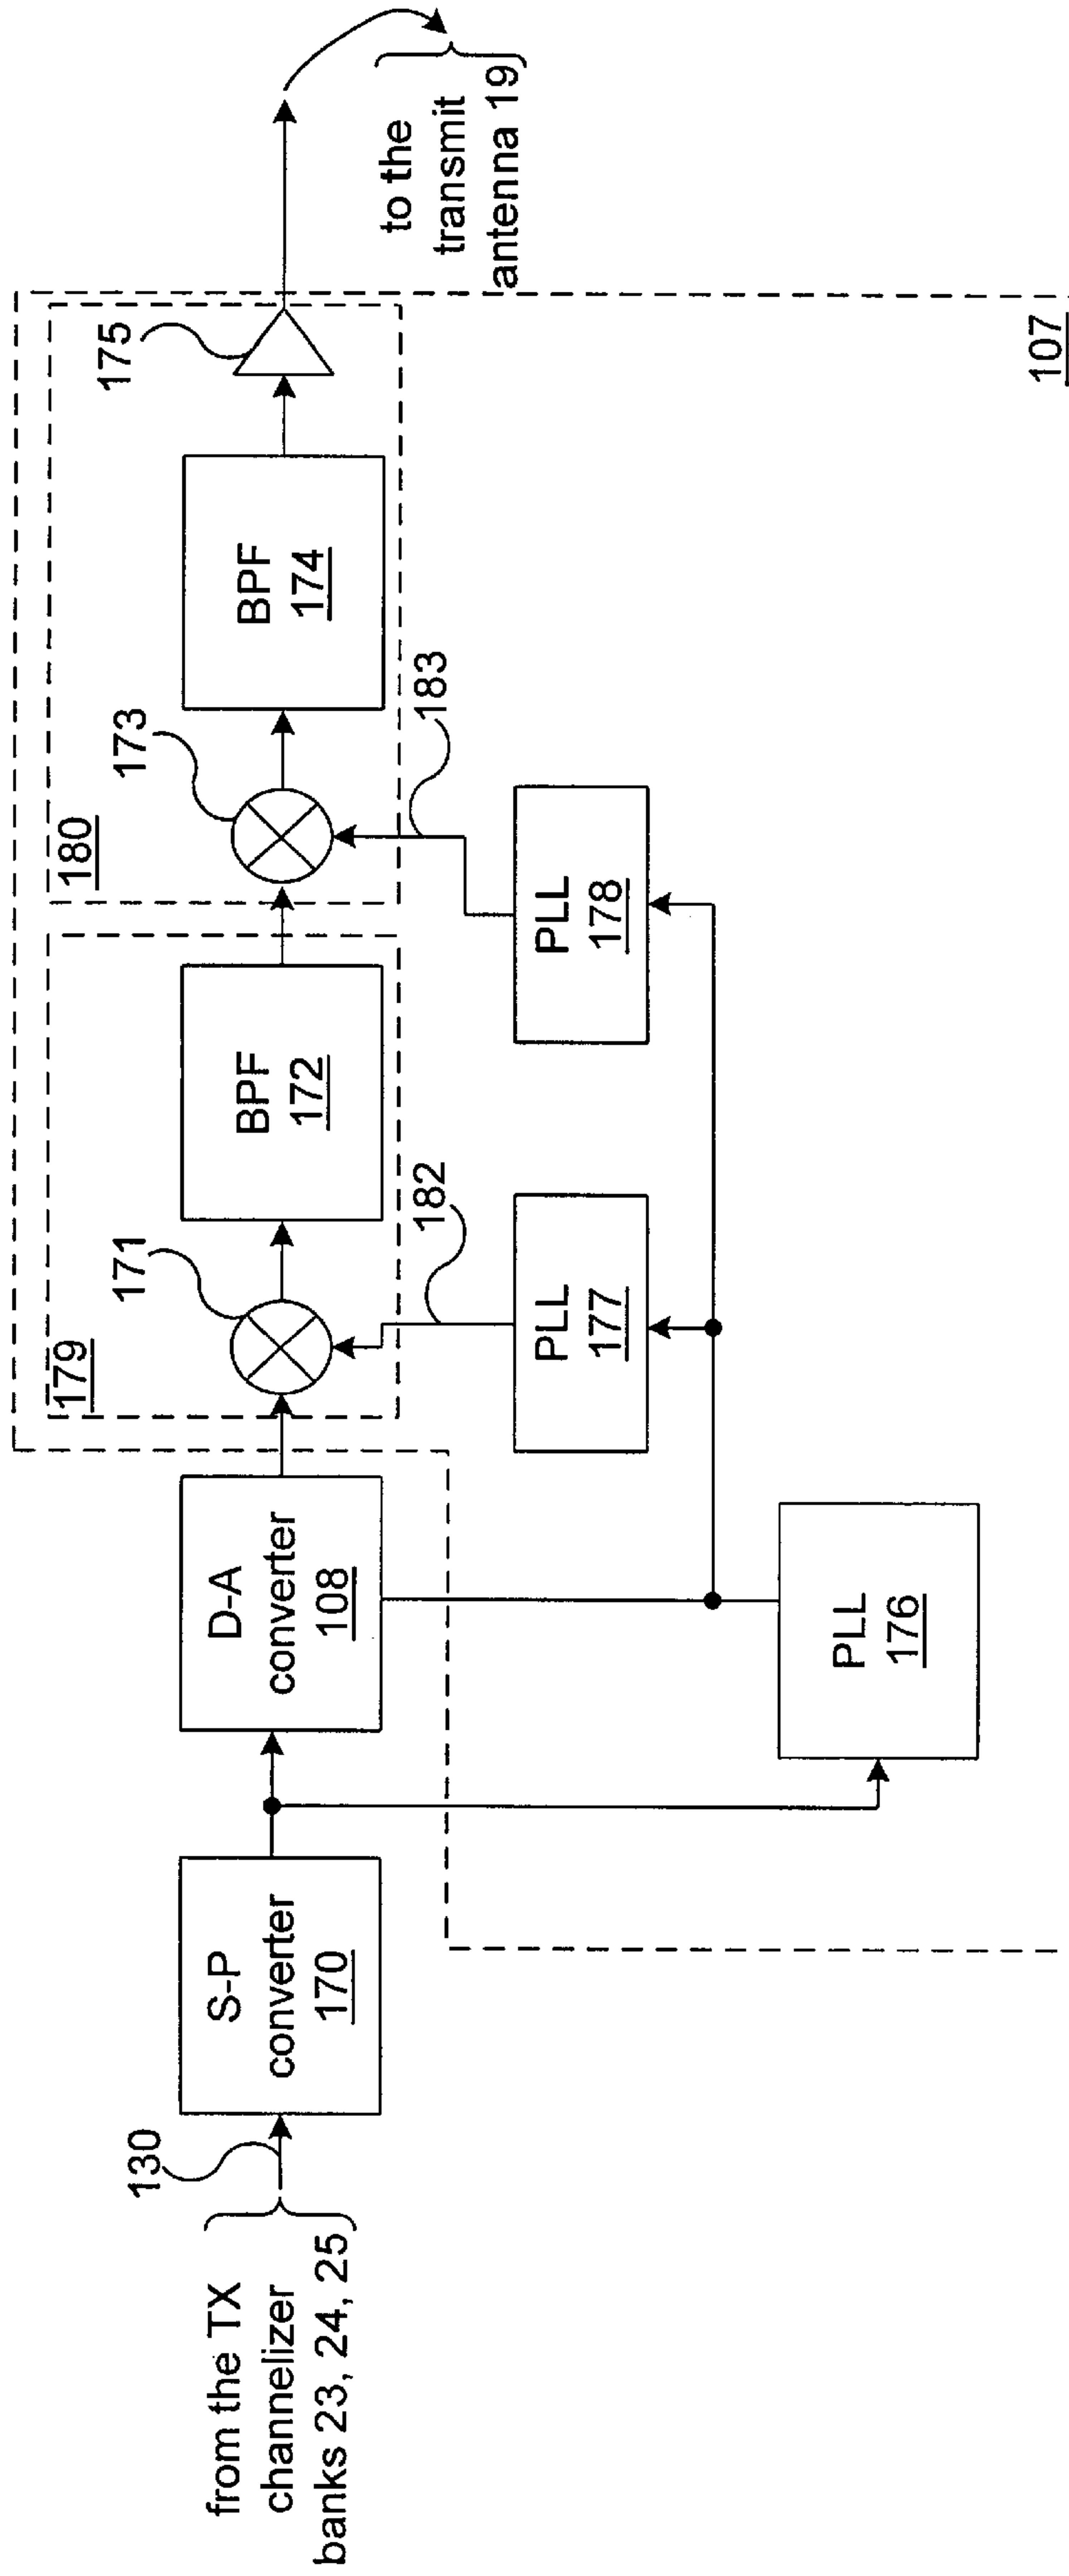 from the TX
channelizer
banks 23, 24, 25
130
S-P
converter
170
D-A
converter
108
179
171
BPF
172
180
173
BPF
174
175
to the
transmit
antenna 19
182
183
PLL
177
PLL
178
PLL
176
107